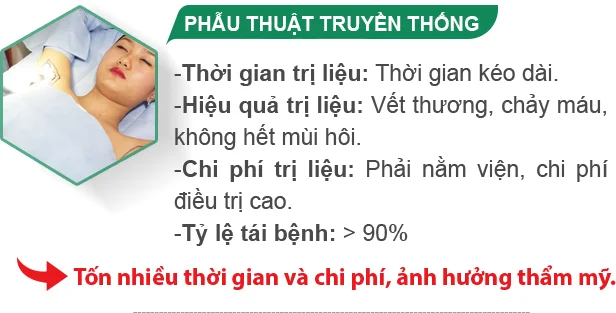 PHẪU THUẬT TRUYỀN THỐNG
-Thời gian trị liệu: Thời gian kéo dài.
-Hiệu quả trị liệu: Vết thương, chảy máu,
không hết mùi hôi.
-Chi phí trị liệu: Phải nằm viện, chi phí
điều trị cao.
-Tỷ lệ tái bệnh: > 90%
Tốn nhiều thời gian và chi phí, ảnh hưởng thẩm mỹ.